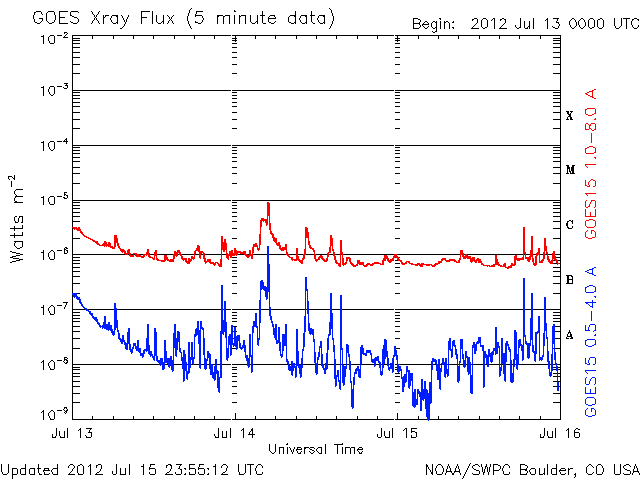 GOES Xray Flux (5 minute data)
Begin: 2012 Jul 13 0000 UTC
10-2
10-3
10-4
10-5
10-6
10-7
10-8
10-9
Watts m-2
X
M
C
B
A
GOES15 1.0-8.0 A
GOES15 0.5-4.0 A
Jul 13
Jul 14
Jul 15
Jul 16
Universal Time
Updated 2012 Jul 15 23:55:12 UTC
NOAA/SWPC Boulder, CO USA